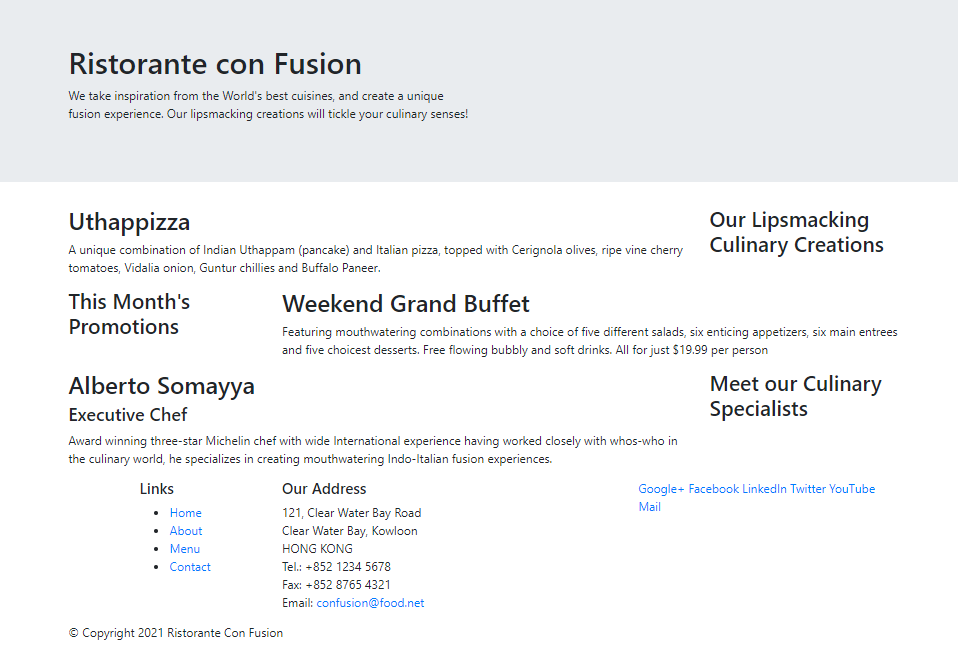 Ristorante con Fusion
We take inspiration from the World's best cuisines, and create a unique
fusion experience. Our lipsmacking creations will tickle your culinary senses!
Uthappizza
A unique combination of Indian Uthappam (pancake) and Italian pizza, topped with Cerignola olives, ripe vine cherry
tomatoes, Vidalia onion, Guntur chillies and Buffalo Paneer.
Our Lipsmacking
Culinary Creations
This Month's
Promotions
Weekend Grand Buffet
Featuring mouthwatering combinations with a choice of five different salads, six enticing appetizers, six main entrees
and five choicest desserts. Free flowing bubbly and soft drinks. All for just $19.99 per person
Alberto Somayya
Executive Chef
Award winning three-star Michelin chef with wide International experience having worked closely with whos-who in
the culinary world, he specializes in creating mouthwatering Indo-Italian fusion experiences.
Meet our Culinary
Specialists
Links
Home
About
Menu
Contact
Our Address
121, Clear Water Bay Road
Clear Water Bay, Kowloon
HONG KONG
Tel.: +852 1234 5678
Fax: +852 8765 4321
Email: confusion@food.net
Google+ Facebook LinkedIn Twitter YouTube
Mail
© Copyright 2021 Ristorante Con Fusion